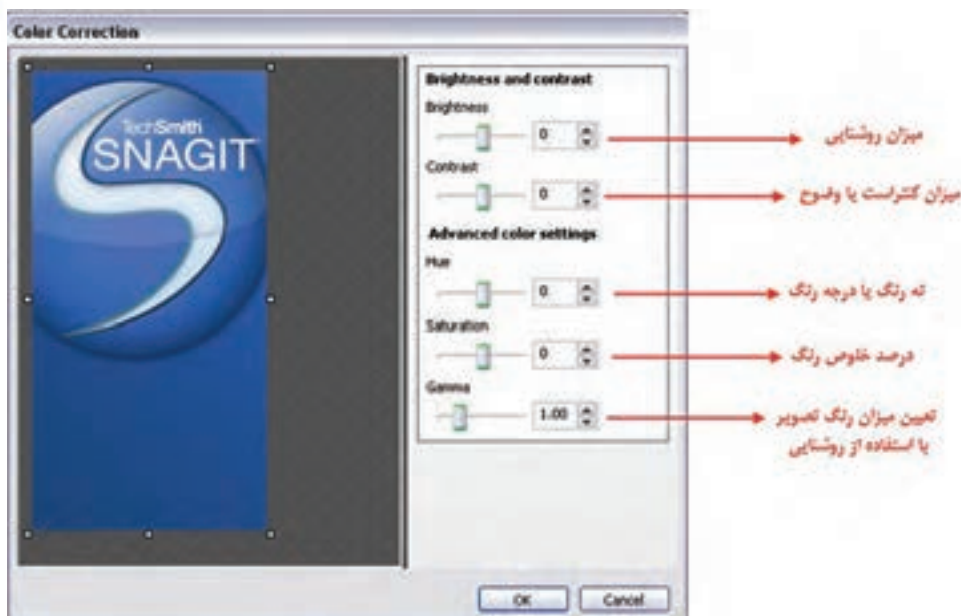 Color Correction
TechSmith
SNAGIT
Brightness and contrast
Brightness
0
میزان روشنایی
Contrast
0
میزان کنتراست یا وضوح
Advanced color settings
Hue
0
ته رنگ یا درجه رنگ
Saturation
0
درصد خلوص رنگ
Gamma
1.00
تعیین میزان رنگ تصویر
با استفاده از روشنایی
OK
Cancel